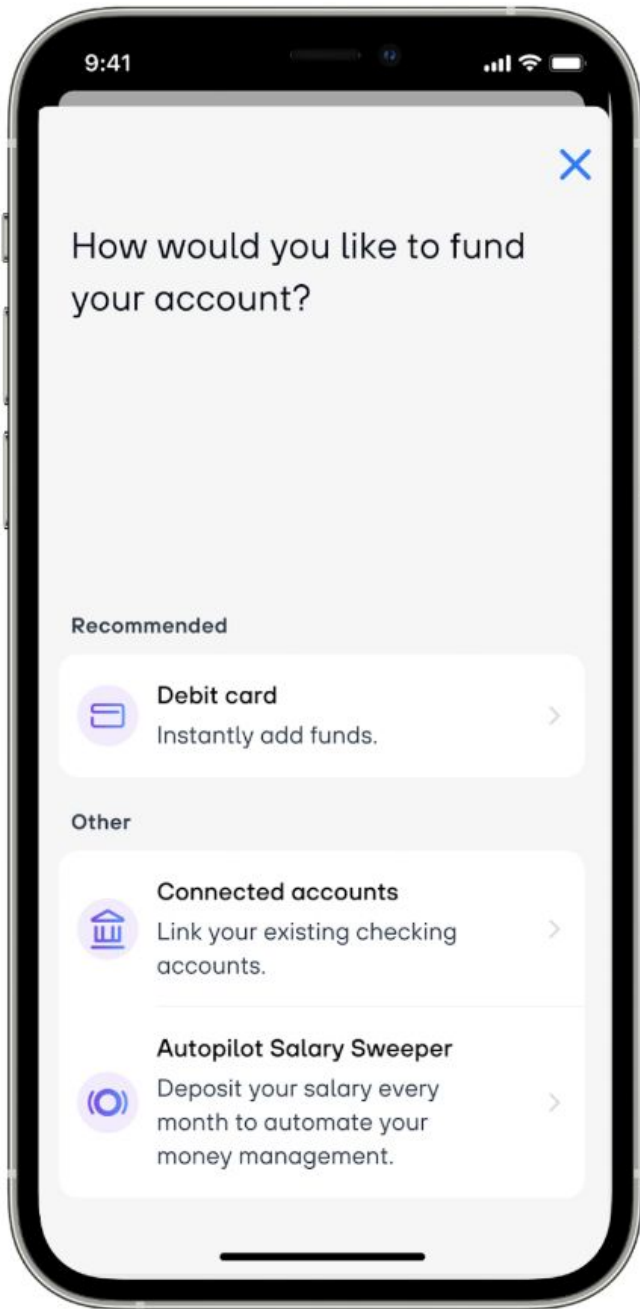 9:41
How would you like to fund
your account?
Recommended
Debit card
Instantly add funds.
Other
Connected accounts
Link your existing checking
accounts.
Autopilot Salary Sweeper
Deposit your salary every
month to automate your
money management.